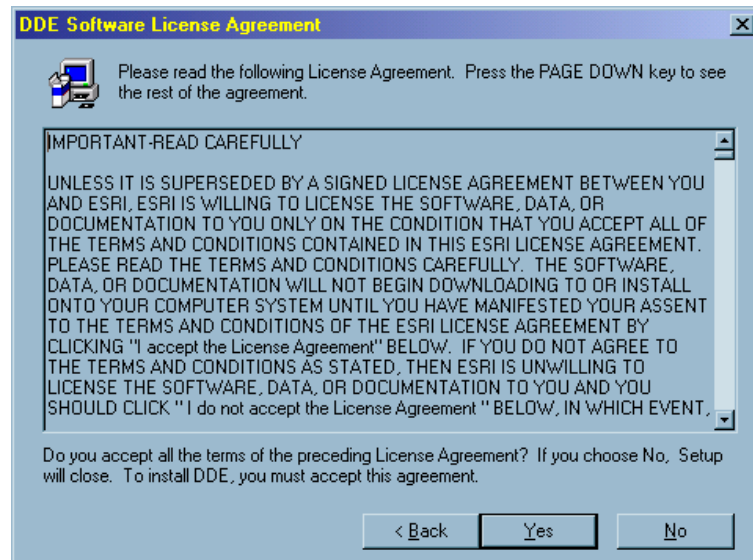 DDE Software License Agreement
Please read the following License Agreement.  Press the PAGE DOWN key to see
the rest of the agreement.
IMPORTANT-READ CAREFULLY
UNLESS IT IS SUPERSEDED BY A SIGNED LICENSE AGREEMENT BETWEEN YOU
AND ESRI, ESRI IS WILLING TO LICENSE THE SOFTWARE, DATA, OR
DOCUMENTATION TO YOU ONLY ON THE CONDITION THAT YOU ACCEPT ALL OF
THE TERMS AND CONDITIONS CONTAINED IN THIS ESRI LICENSE AGREEMENT.
PLEASE READ THE TERMS AND CONDITIONS CAREFULLY.  THE SOFTWARE,
DATA, OR DOCUMENTATION WILL NOT BEGIN DOWNLOADING TO OR INSTALL
ONTO YOUR COMPUTER SYSTEM UNTIL YOU HAVE MANIFESTED YOUR ASSENT
TO THE TERMS AND CONDITIONS OF THE ESRI LICENSE AGREEMENT BY
CLICKING "I accept the License Agreement" BELOW.  IF YOU DO NOT AGREE TO
THE TERMS AND CONDITIONS AS STATED, THEN ESRI IS UNWILLING TO
LICENSE THE SOFTWARE, DATA, OR DOCUMENTATION TO YOU AND YOU
SHOULD CLICK " I do not accept the License Agreement " BELOW, IN WHICH EVENT,
Do you accept all the terms of the preceding License Agreement?  If you choose No,  Setup
will close.  To install DDE, you must accept this agreement.
< Back
Yes
No